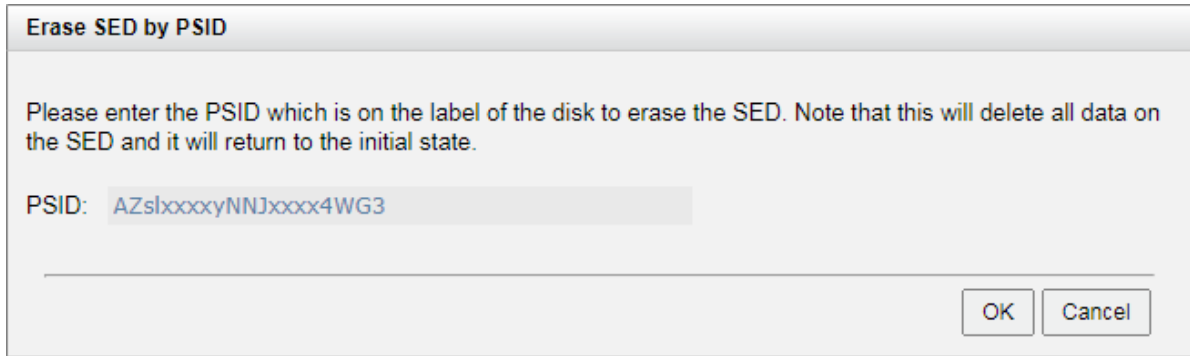 Erase SED by PSID
Please enter the PSID which is on the label of the disk to erase the SED. Note that this will delete all data on
the SED and it will return to the initial state.
PSID: AZslxxxxyNNJxxxx4WG3
OK Cancel